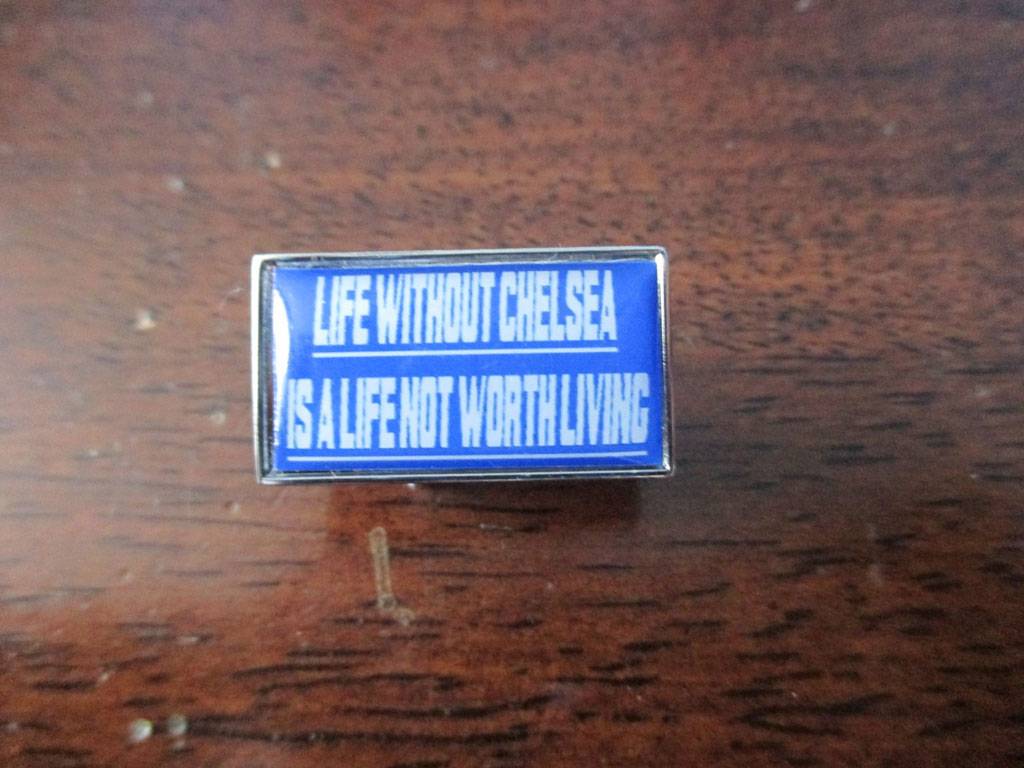 LIFE WITHOUT CHELSEA
IS A LIFE NOT WORTH LIVING